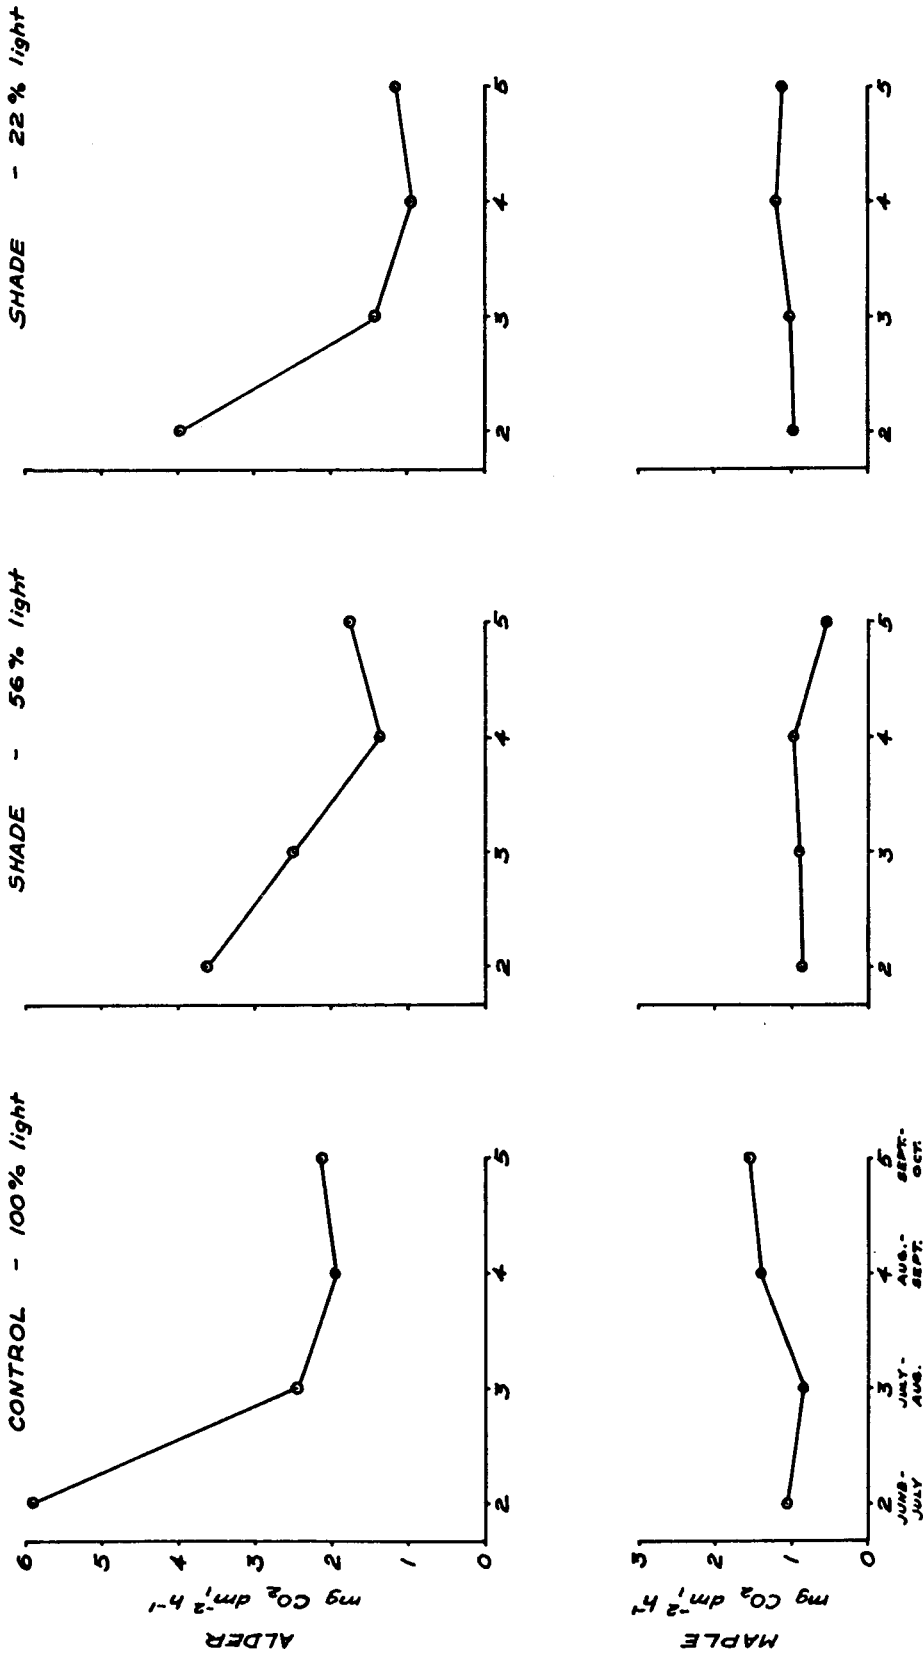 CONTROL - 100% light
SHADE - 56% light
SHADE - 22% light
ALDER
mg CO₂ dm₁⁻² h⁻¹
6
5
4
3
2
1
0
2 3 4 5
2 3 4 5
2 3 4 5
MAPLE
mg CO₂ dm₁⁻² h⁻¹
3
2
1
0
2 3 4 5
JUNE- JULY- AUG.- SEPT.-
JULY AUG. SEPT. OCT.
2 3 4 5
2 3 4 5